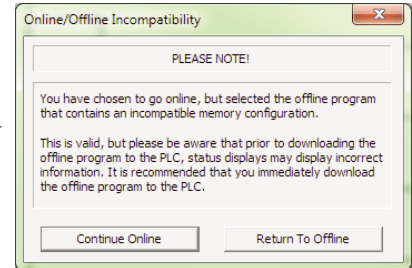 Online/Offline Incompatibility
PLEASE NOTE!
You have chosen to go online, but selected the offline program
that contains an incompatible memory configuration.
This is valid, but please be aware that prior to downloading the
offline program to the PLC, status displays may display incorrect
information. It is recommended that you immediately download
the offline program to the PLC.
Continue Online
Return To Offline